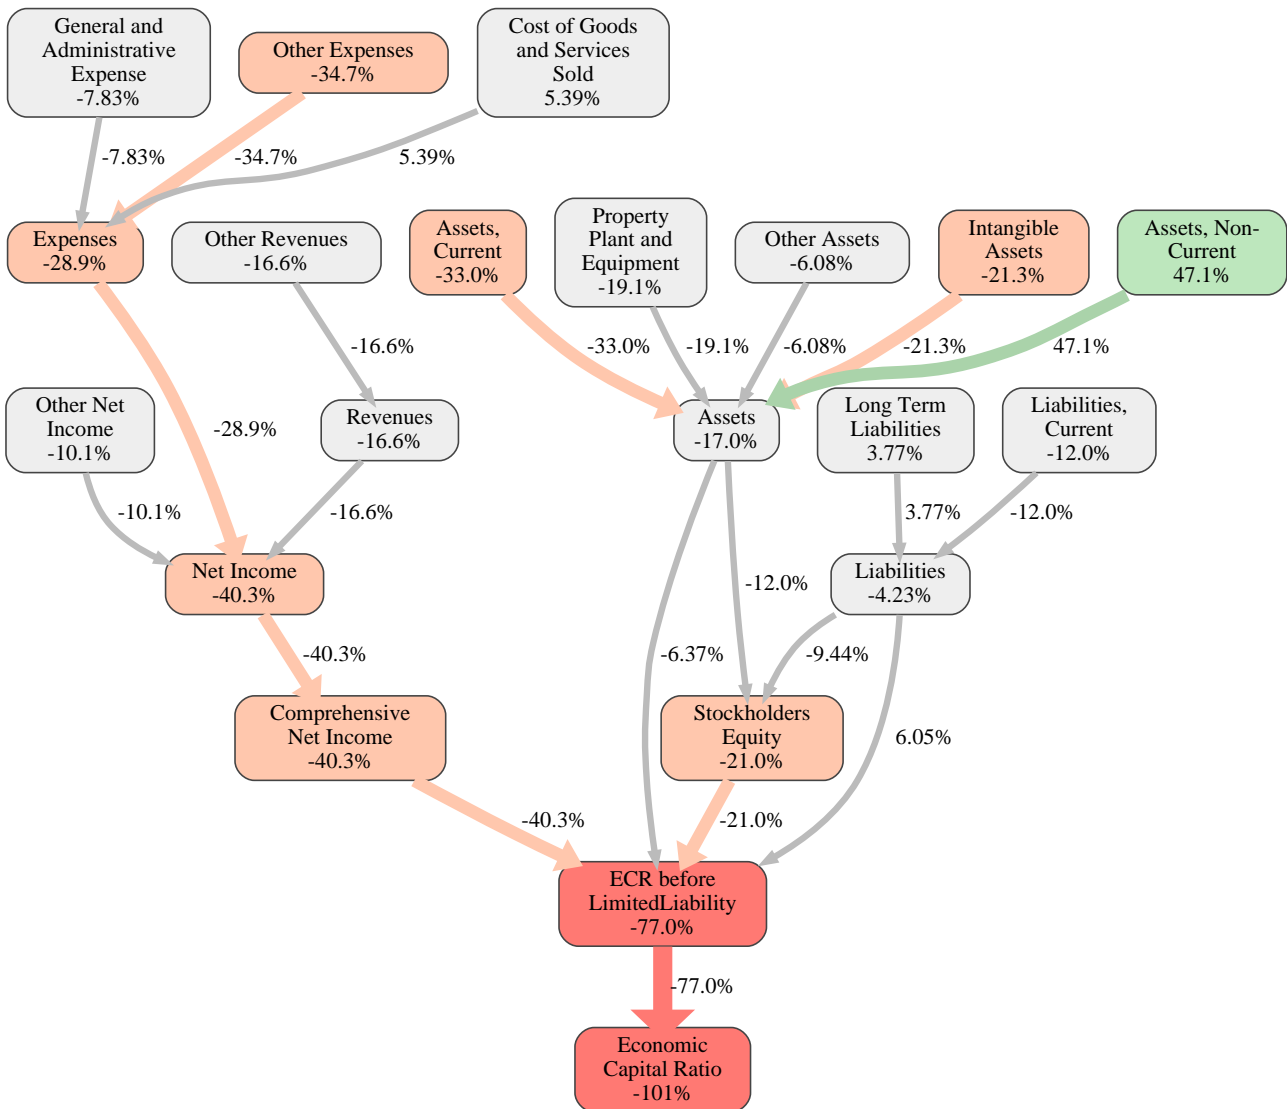 General and
Administrative
Expense
-7.83%
Other Expenses
-34.7%
Cost of Goods
and Services
Sold
5.39%
-7.83%
-34.7%
5.39%
Expenses
-28.9%
Other Revenues
-16.6%
Assets,
Current
-33.0%
Property
Plant and
Equipment
-19.1%
Other Assets
-6.08%
Intangible
Assets
-21.3%
Assets, Non-
Current
47.1%
-16.6%
-33.0%
-19.1%
-6.08%
-21.3%
47.1%
Other Net
Income
-10.1%
-28.9%
Revenues
-16.6%
Assets
-17.0%
Long Term
Liabilities
3.77%
Liabilities,
Current
-12.0%
-10.1%
-16.6%
3.77%
-12.0%
Net Income
-40.3%
-12.0%
Liabilities
-4.23%
-40.3%
-6.37%
-9.44%
Comprehensive
Net Income
-40.3%
Stockholders
Equity
-21.0%
6.05%
-40.3%
-21.0%
ECR before
LimitedLiability
-77.0%
-77.0%
Economic
Capital Ratio
-101%